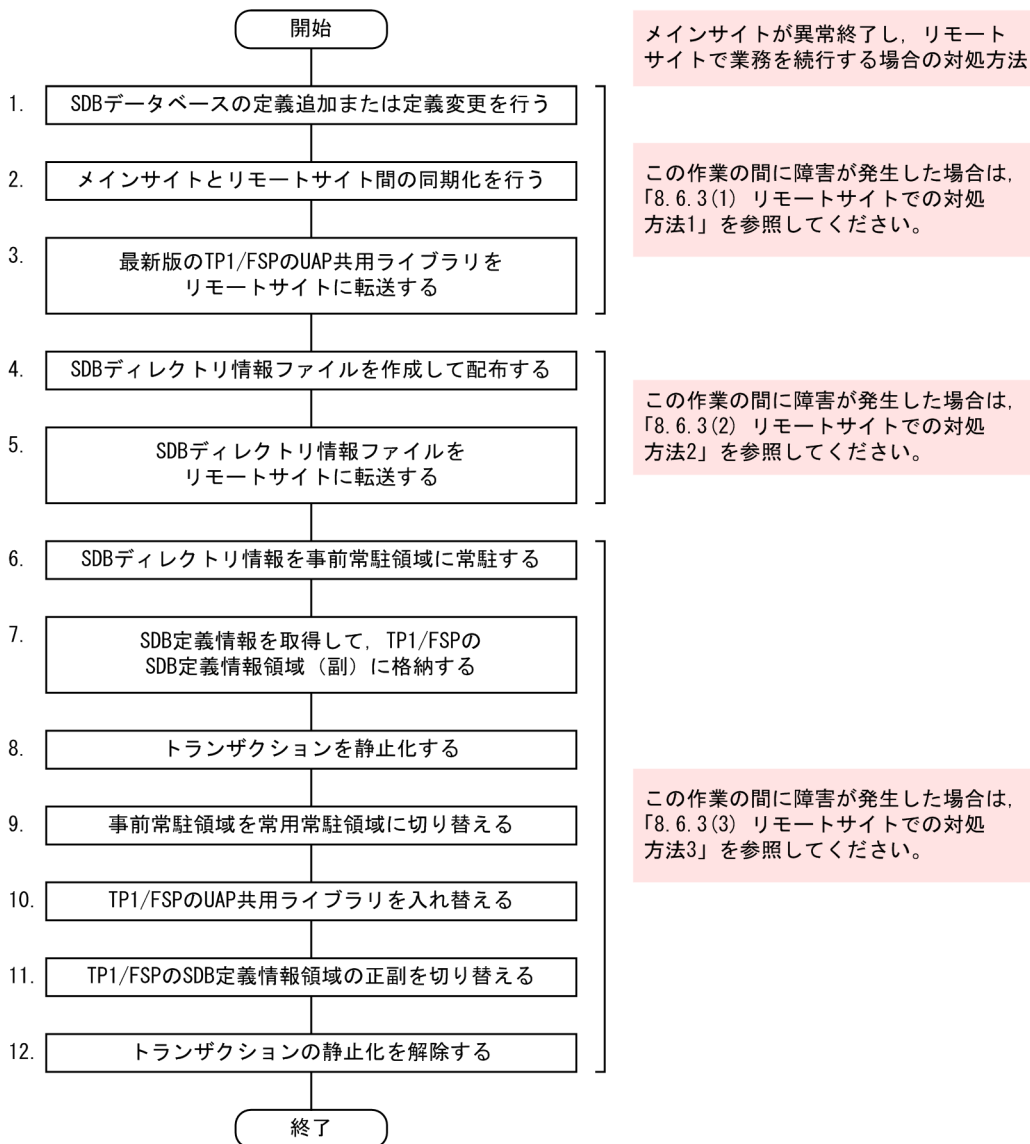 開始
メインサイトが異常終了し，リモート
サイトで業務を続行する場合の対処方法
1. SDBデータベースの定義追加または定義変更を行う
2. メインサイトとリモートサイト間の同期化を行う
3. 最新版のTP1/FSPのUAP共用ライブラリを
リモートサイトに転送する
この作業の間に障害が発生した場合は，
「8.6.3(1) リモートサイトでの対処
方法1」を参照してください。
4. SDBディレクトリ情報ファイルを作成して配布する
5. SDBディレクトリ情報ファイルを
リモートサイトに転送する
この作業の間に障害が発生した場合は，
「8.6.3(2) リモートサイトでの対処
方法2」を参照してください。
6. SDBディレクトリ情報を事前常駐領域に常駐する
7. SDB定義情報を取得して，TP1/FSPの
SDB定義情報領域（副）に格納する
8. トランザクションを静止化する
9. 事前常駐領域を常用常駐領域に切り替える
10. TP1/FSPのUAP共用ライブラリを入れ替える
11. TP1/FSPのSDB定義情報領域の正副を切り替える
12. トランザクションの静止化を解除する
この作業の間に障害が発生した場合は，
「8.6.3(3) リモートサイトでの対処
方法3」を参照してください。
終了